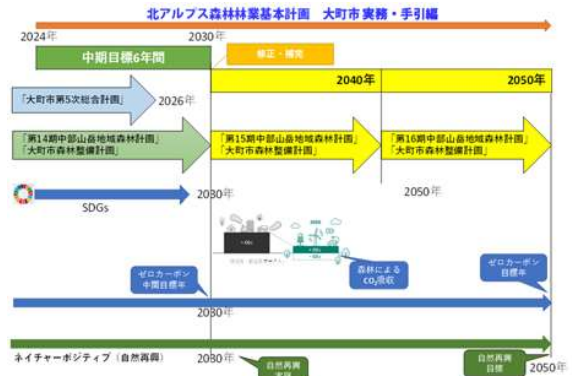 北アルプス森林林業基本計画　大町市実務・手引編
2024年
2030年
中期目標6年間
修正・補完
2040年
2050年
「大町市第5次総合計画」
2026年
「第14期中部山岳地域森林計画」
「大町市森林整備計画」
「第15期中部山岳地域森林計画」
「大町市森林整備計画」
「第16期中部山岳地域森林計画」
「大町市森林整備計画」
SDGs
2030年
2050年
森林による
CO₂吸収
ゼロカーボン
中間目標年
ゼロカーボン
目標年
2030年
ネイチャーポジティブ（自然再興）
2030年
自然再興
自然再興
目標
2050年